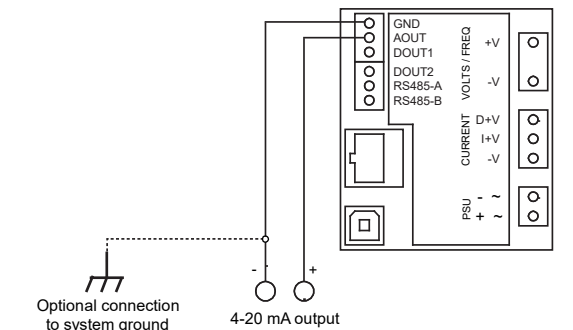 GND
AOUT
DOUT1
DOUT2
RS485-A
RS485-B
VOLTS / FREQ
+V
-V
CURRENT
D+V
I+V
-V
PSU
- ~
+ ~
- +
Optional connection
to system ground
4-20 mA output